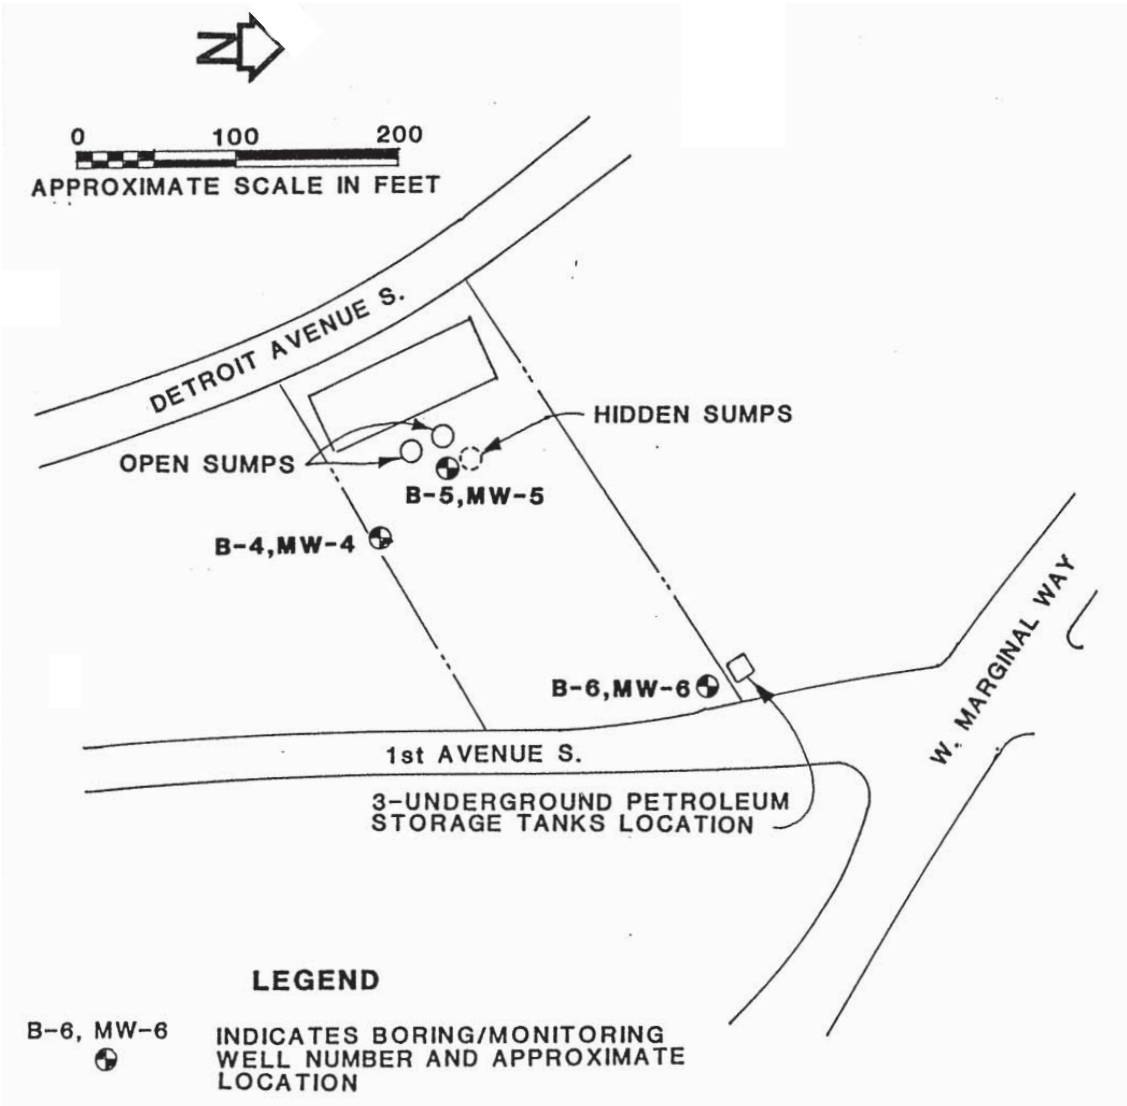 N
0 100 200
APPROXIMATE SCALE IN FEET
DETROIT AVENUE S.
HIDDEN SUMPS
OPEN SUMPS
B-5,MW-5
B-4,MW-4
W. MARGINAL WAY
B-6,MW-6
1st AVENUE S.
3-UNDERGROUND PETROLEUM
STORAGE TANKS LOCATION
LEGEND
B-6, MW-6
INDICATES BORING/MONITORING
WELL NUMBER AND APPROXIMATE
LOCATION